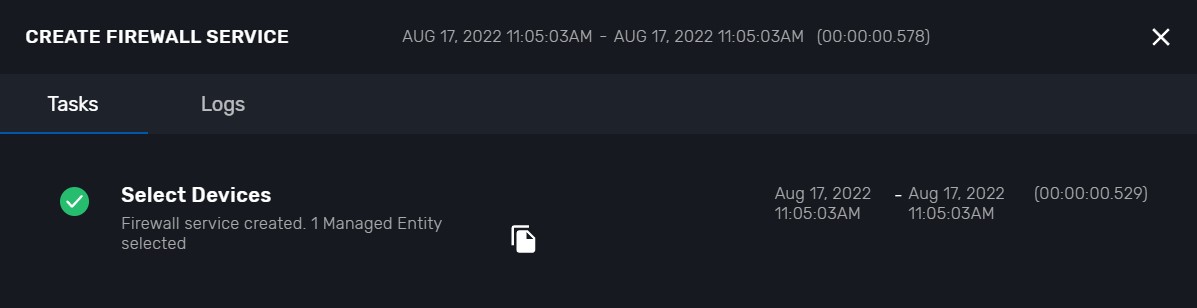 CREATE FIREWALL SERVICE AUG 17, 2022 11:05:03AM - AUG 17, 2022 11:05:03AM (00:00:00.578)
Tasks Logs
Select Devices Aug 17, 2022 - Aug 17, 2022 (00:00:00.529)
11:05:03AM 11:05:03AM
Firewall service created. 1 Managed Entity
selected